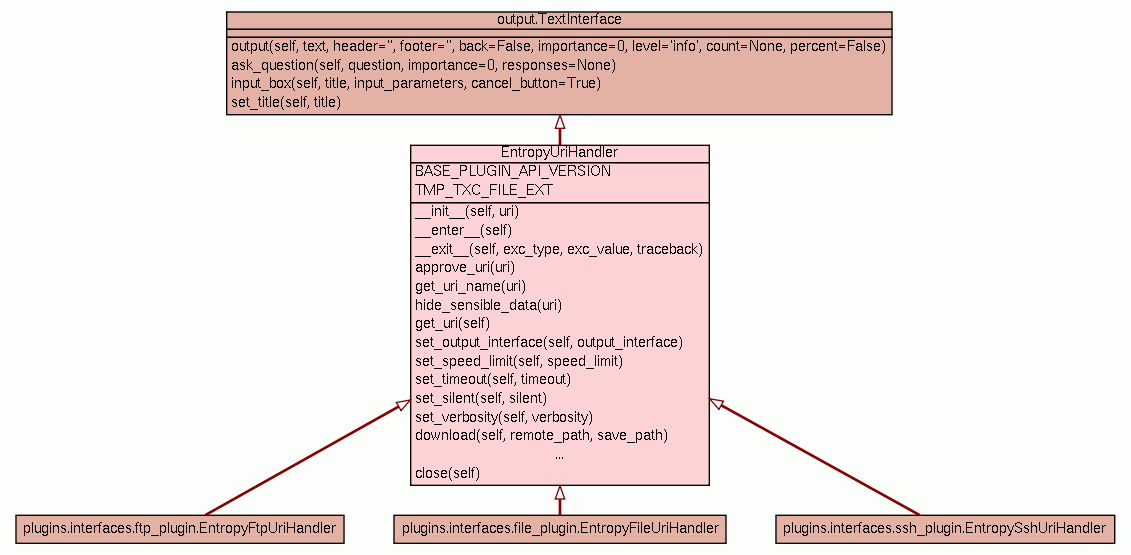 output.TextInterface
output(self, text, header='', footer='', back=False, importance=0, level='info', count=None, percent=False)
ask_question(self, question, importance=0, responses=None)
input_box(self, title, input_parameters, cancel_button=True)
set_title(self, title)
EntropyUriHandler
BASE_PLUGIN_API_VERSION
TMP_TXC_FILE_EXT
__init__(self, uri)
__enter__(self)
__exit__(self, exc_type, exc_value, traceback)
approve_uri(uri)
get_uri_name(uri)
hide_sensible_data(uri)
get_uri(self)
set_output_interface(self, output_interface)
set_speed_limit(self, speed_limit)
set_timeout(self, timeout)
set_silent(self, silent)
set_verbosity(self, verbosity)
download(self, remote_path, save_path)
...
close(self)
plugins.interfaces.ftp_plugin.EntropyFtpUriHandler
plugins.interfaces.file_plugin.EntropyFileUriHandler
plugins.interfaces.ssh_plugin.EntropySshUriHandler